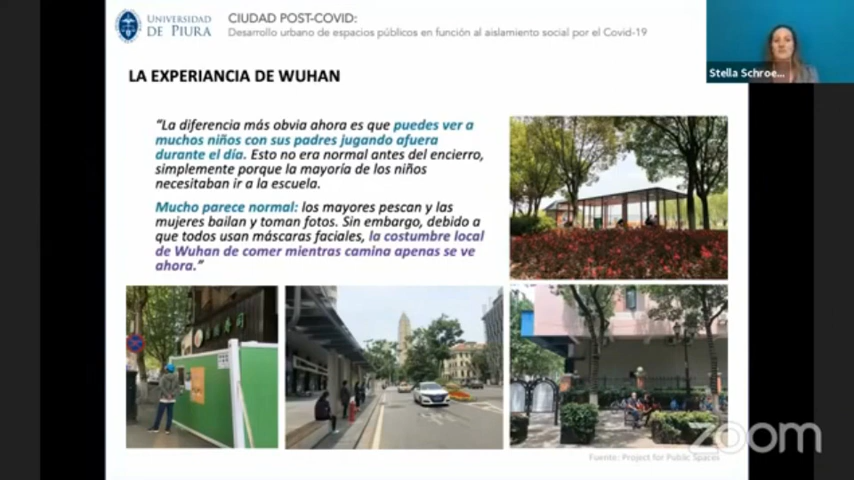 UNIVERSIDAD
DE PIURA
CIUDAD POST-COVID:
Desarrollo urbano de espacios públicos en función al aislamiento social por el Covid-19
Stella Schroe...
LA EXPERIANCIA DE WUHAN
“La diferencia más obvia ahora es que puedes ver a
muchos niños con sus padres jugando afuera
durante el día. Esto no era normal antes del encierro,
simplemente porque la mayoría de los niños
necesitaban ir a la escuela.
Mucho parece normal: los mayores pescan y las
mujeres bailan y toman fotos. Sin embargo, debido a
que todos usan máscaras faciales, la costumbre local
de Wuhan de comer mientras camina apenas se ve
ahora.”
zoom
Fuente: Project for Public Spaces